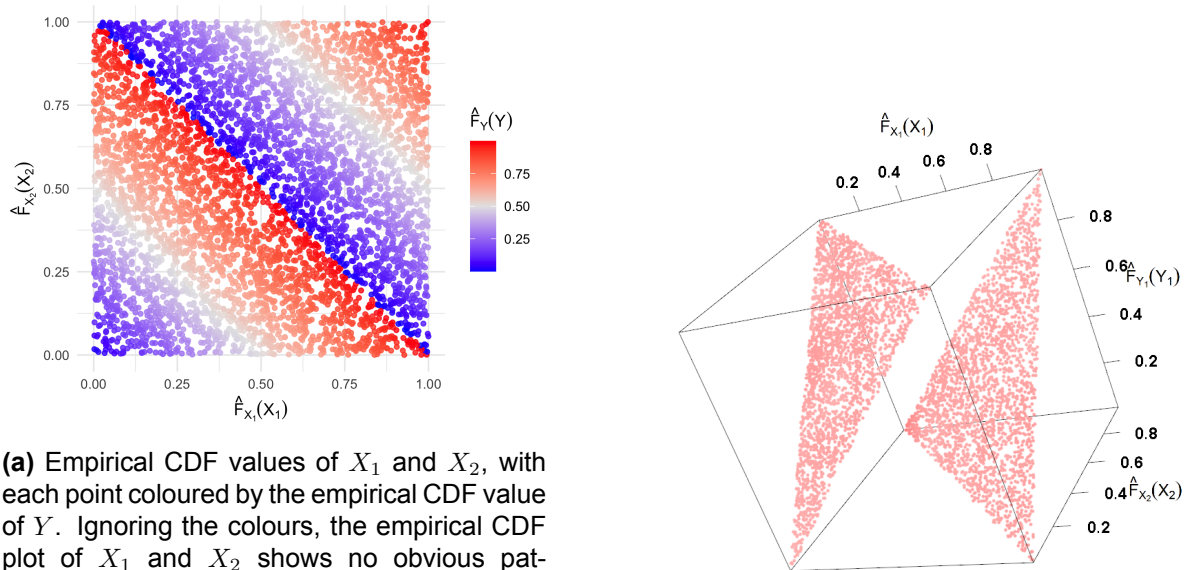 1.00
0.75
0.50
0.25
0.00
F̂X₂(X₂)
0.00 0.25 0.50 0.75 1.00
F̂X₁(X₁)
F̂Y(Y)
0.75
0.50
0.25
(a) Empirical CDF values of X₁ and X₂, with
each point coloured by the empirical CDF value
of Y. Ignoring the colours, the empirical CDF
plot of X₁ and X₂ shows no obvious pat-
F̂X₁(X₁)
0.2 0.4 0.6 0.8
0.8
0.6
F̂Y₁(Y₁)
0.4
0.2
0.8
0.6
0.4
F̂X₂(X₂)
0.2